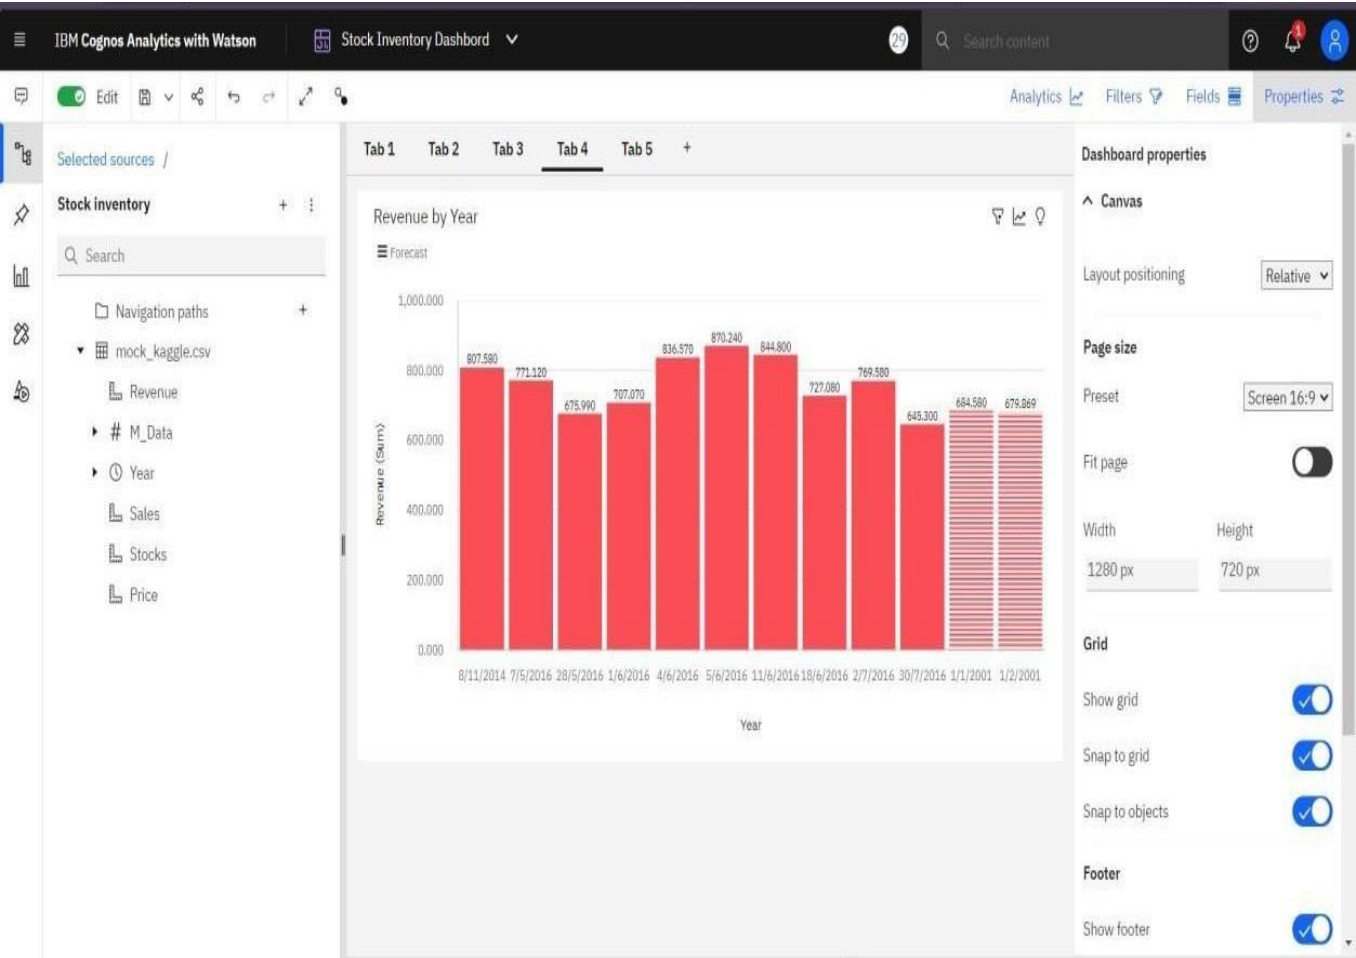 IBM Cognos Analytics with Watson
Stock Inventory Dashbord
29
Search content
1
Edit
Analytics
Filters
Fields
Properties
Selected sources /
Stock inventory
Search
Navigation paths
mock_kaggle.csv
Revenue
# M_Data
Year
Sales
Stocks
Price
Tab 1 Tab 2 Tab 3 Tab 4 Tab 5 +
Revenue by Year
Forecast
1,000.000
800.000
600.000
400.000
200.000
0.000
Revenue (Sum)
807.580 771.120 675.990 707.070 836.570 870.240 844.800 727.080 769.580 645.300 684.580 679.869
8/11/2014 7/5/2016 28/5/2016 1/6/2016 4/6/2016 5/6/2016 11/6/2016 18/6/2016 2/7/2016 30/7/2016 1/1/2001 1/2/2001
Year
Dashboard properties
Canvas
Layout positioning Relative
Page size
Preset Screen 16:9
Fit page
Width Height
1280 px 720 px
Grid
Show grid
Snap to grid
Snap to objects
Footer
Show footer